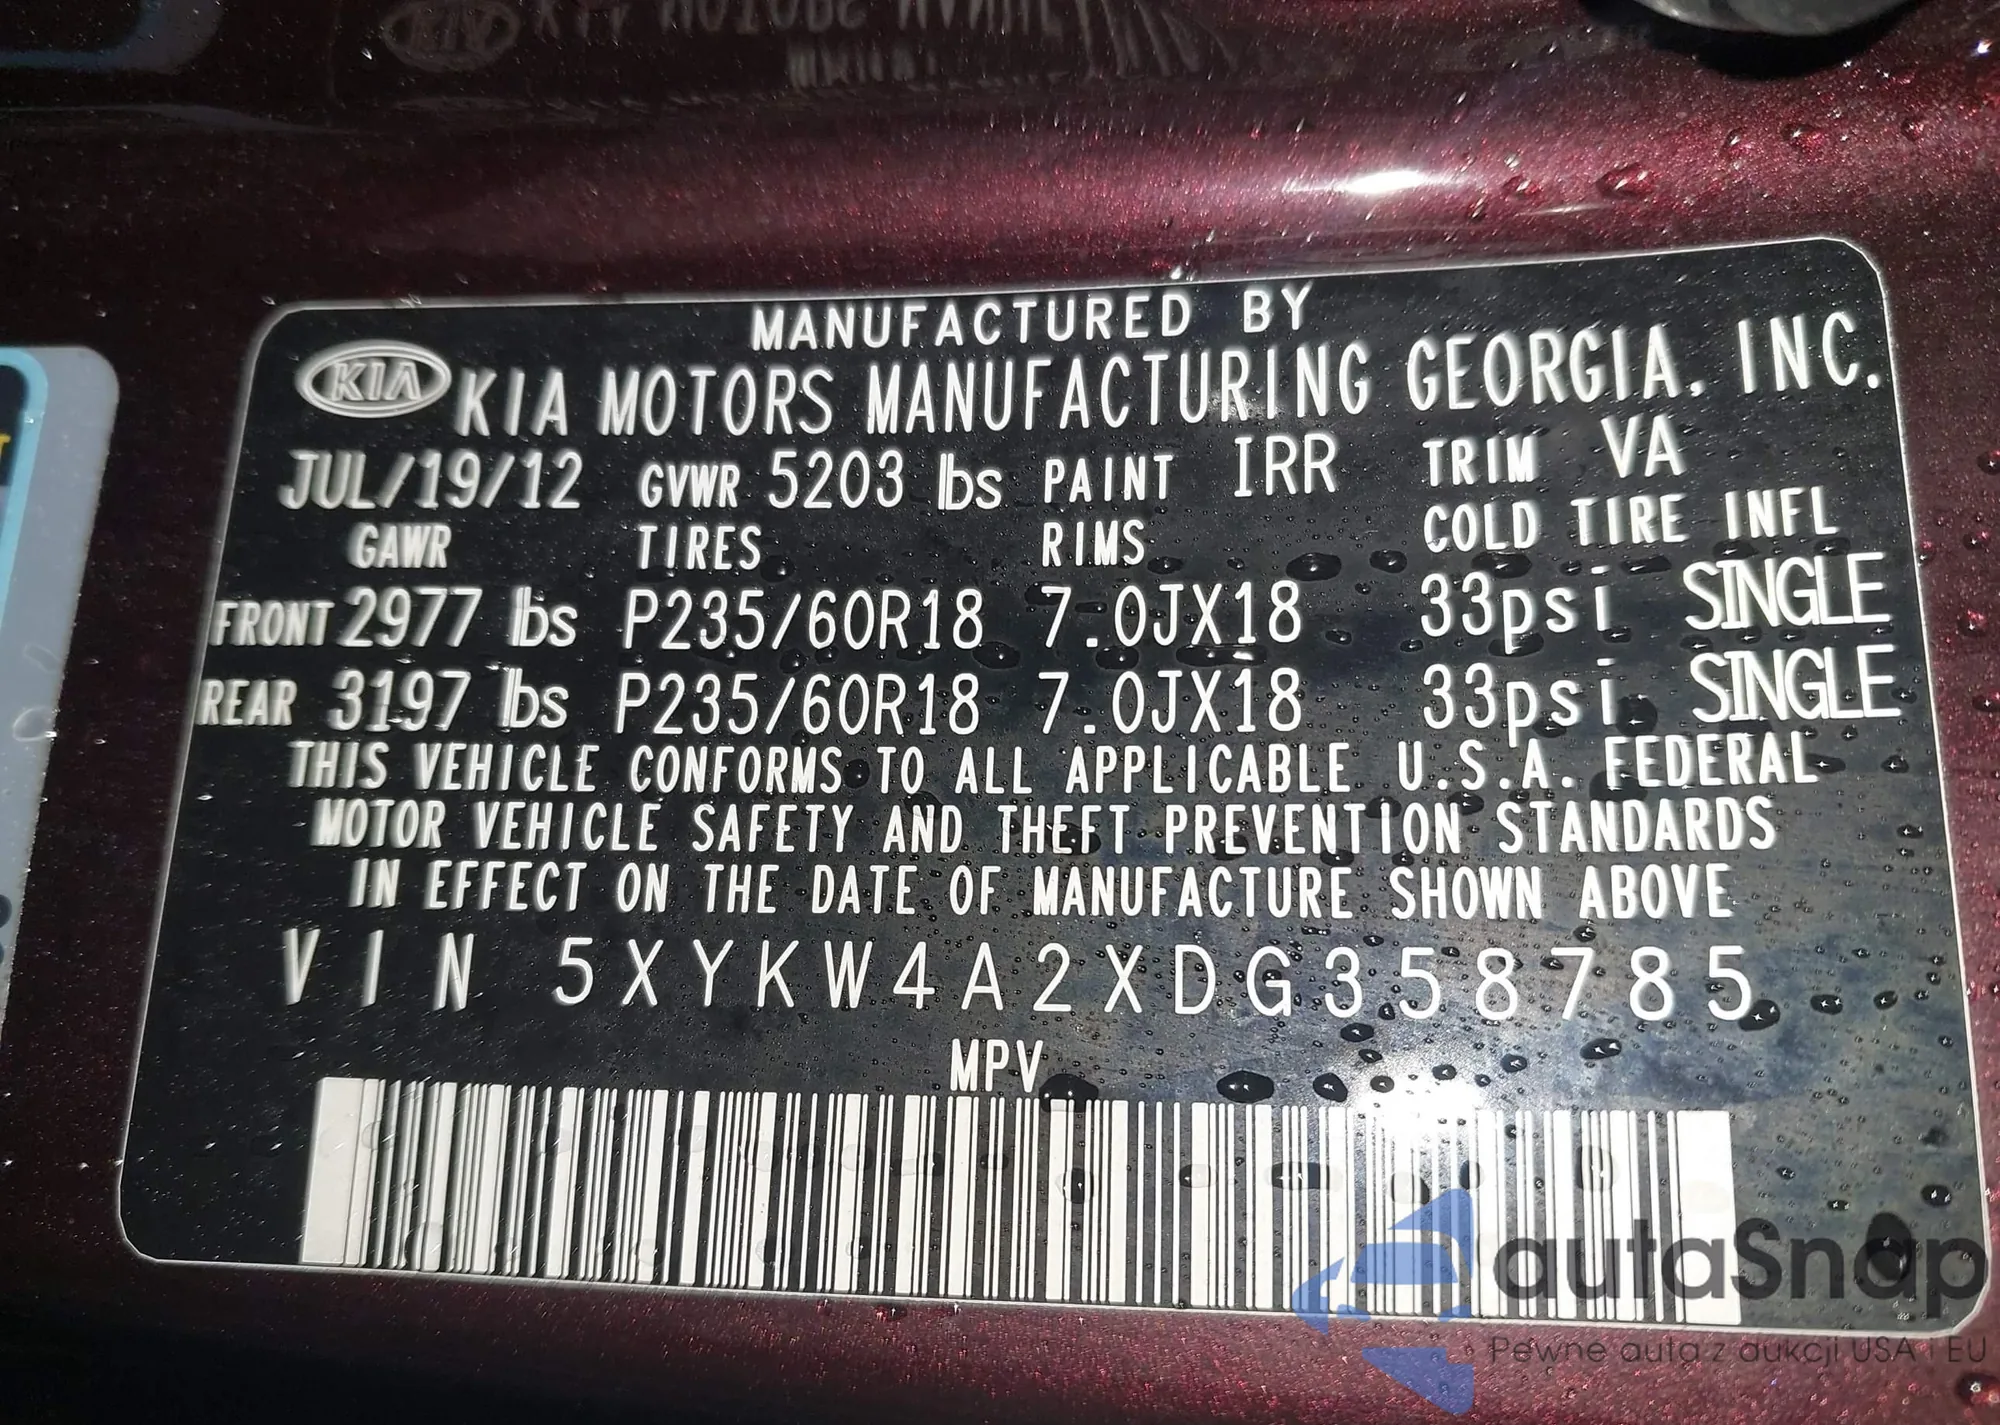 MANUFACTURED BY
KIA KIA MOTORS MANUFACTURING GEORGIA, INC.
JUL/19/12 GVWR 5203 lbs PAINT IRR TRIM VA
GAWR TIRES RIMS COLD TIRE INFL
FRONT 2977 lbs P235/60R18 7.0JX18 33psi SINGLE
REAR 3197 lbs P235/60R18 7.0JX18 33psi SINGLE
THIS VEHICLE CONFORMS TO ALL APPLICABLE U.S.A. FEDERAL
MOTOR VEHICLE SAFETY AND THEFT PREVENTION STANDARDS
IN EFFECT ON THE DATE OF MANUFACTURE SHOWN ABOVE
VIN 5XYKW4A2XDG358785
MPV
autaSnap
Pewne auta z aukcji USA i EU